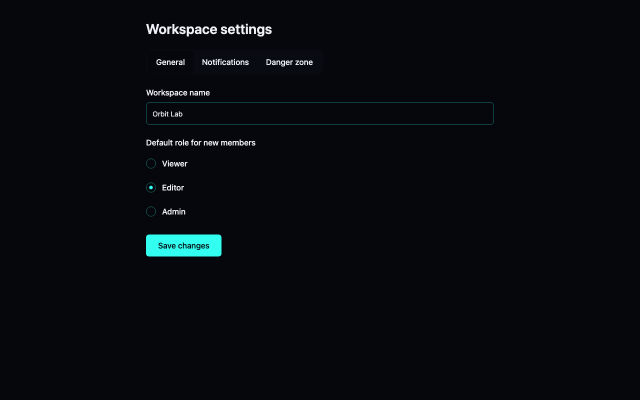 Workspace settings
General Notifications Danger zone
Workspace name
Orbit Lab
Default role for new members
Viewer
Editor
Admin
Save changes